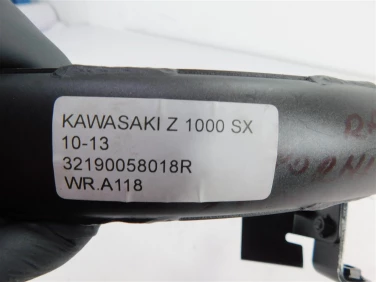 KAWASAKI Z 1000 SX
10-13
32190058018R
WR.A118